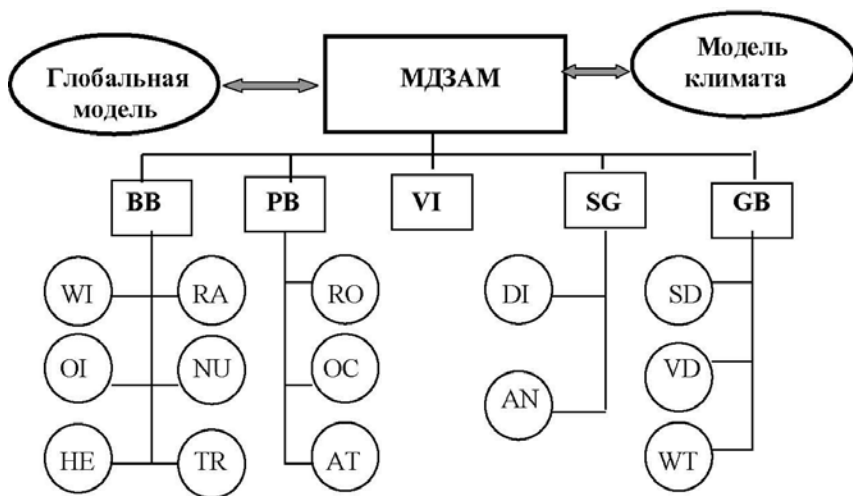 Глобальная
модель
МДЗАМ
Модель
климата
BB
PB
VI
SG
GB
WI
RA
RO
DI
SD
OI
NU
OC
AN
VD
HE
TR
AT
WT